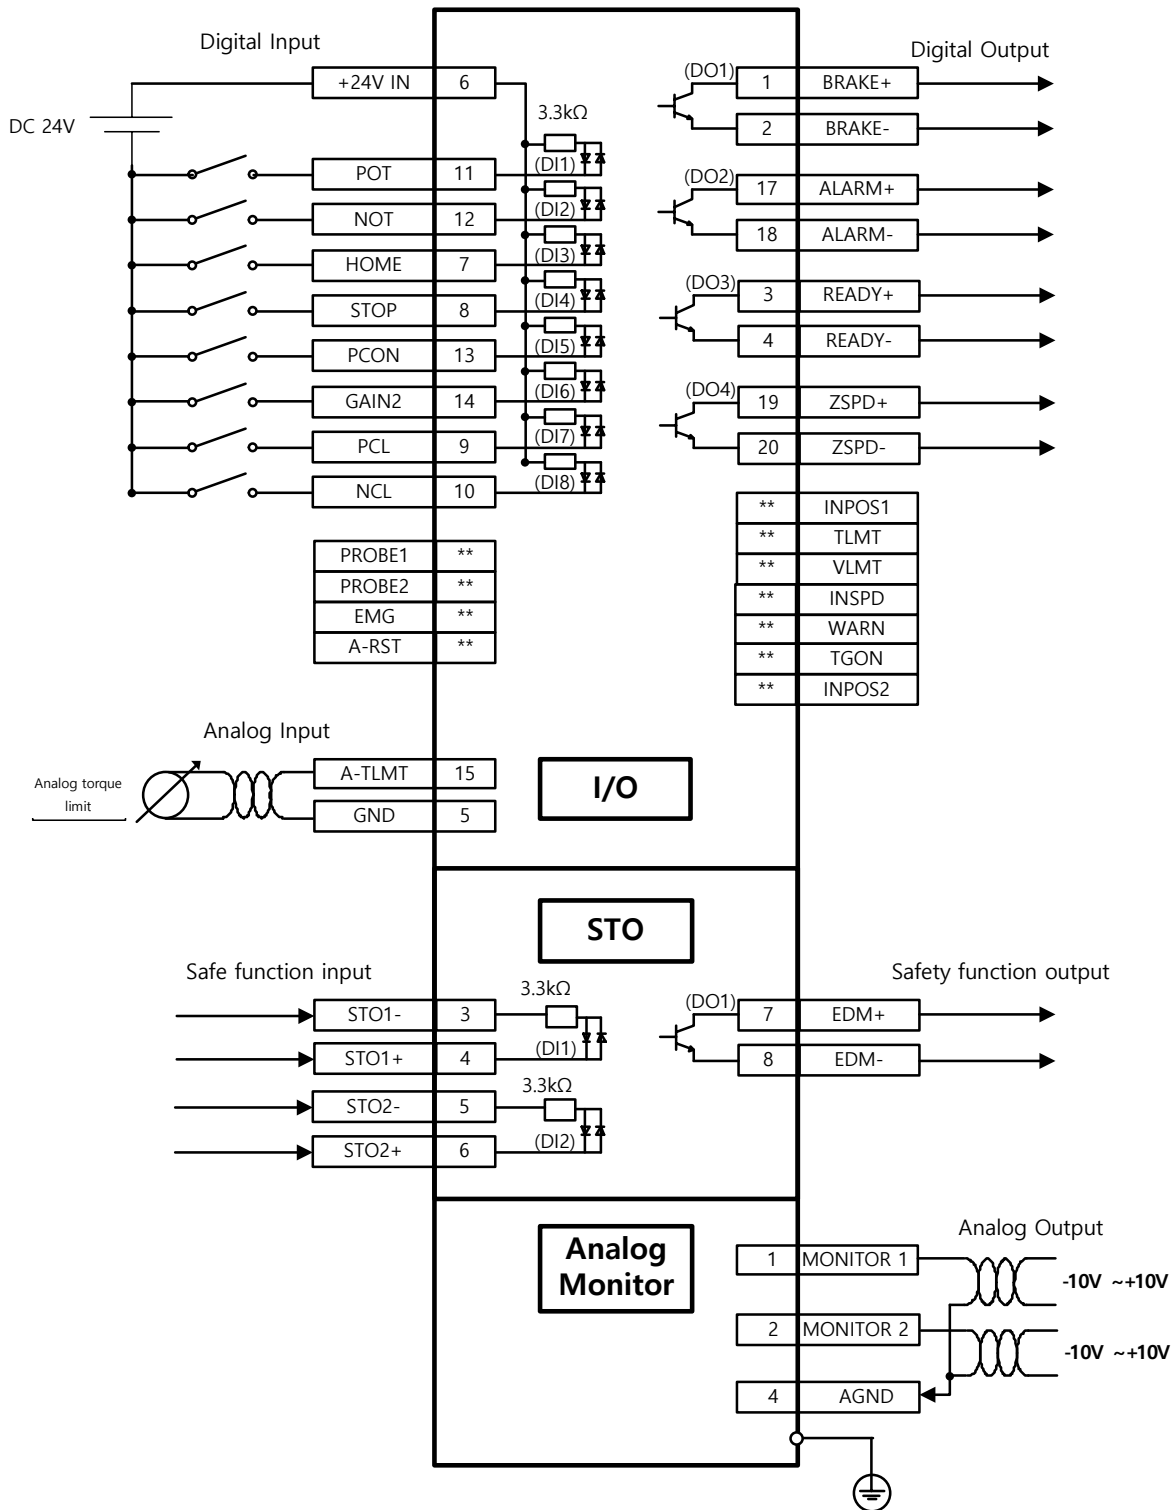 Digital Input
Digital Output
+24V IN 6
DC 24V
3.3kΩ
POT 11 (DI1)
NOT 12 (DI2)
HOME 7 (DI3)
STOP 8 (DI4)
PCON 13 (DI5)
GAIN2 14 (DI6)
PCL 9 (DI7)
NCL 10 (DI8)
PROBE1 **
PROBE2 **
EMG **
A-RST **
(DO1) 1 BRAKE+
2 BRAKE-
(DO2) 17 ALARM+
18 ALARM-
(DO3) 3 READY+
4 READY-
(DO4) 19 ZSPD+
20 ZSPD-
** INPOS1
** TLMT
** VLMT
** INSPD
** WARN
** TGON
** INPOS2
Analog Input
Analog torque
limit
A-TLMT 15
GND 5
I/O
STO
Safe function input
3.3kΩ
STO1- 3
STO1+ 4 (DI1)
3.3kΩ
STO2- 5
STO2+ 6 (DI2)
Safety function output
(DO1) 7 EDM+
8 EDM-
Analog
Monitor
Analog Output
1 MONITOR 1
-10V ~+10V
2 MONITOR 2
-10V ~+10V
4 AGND